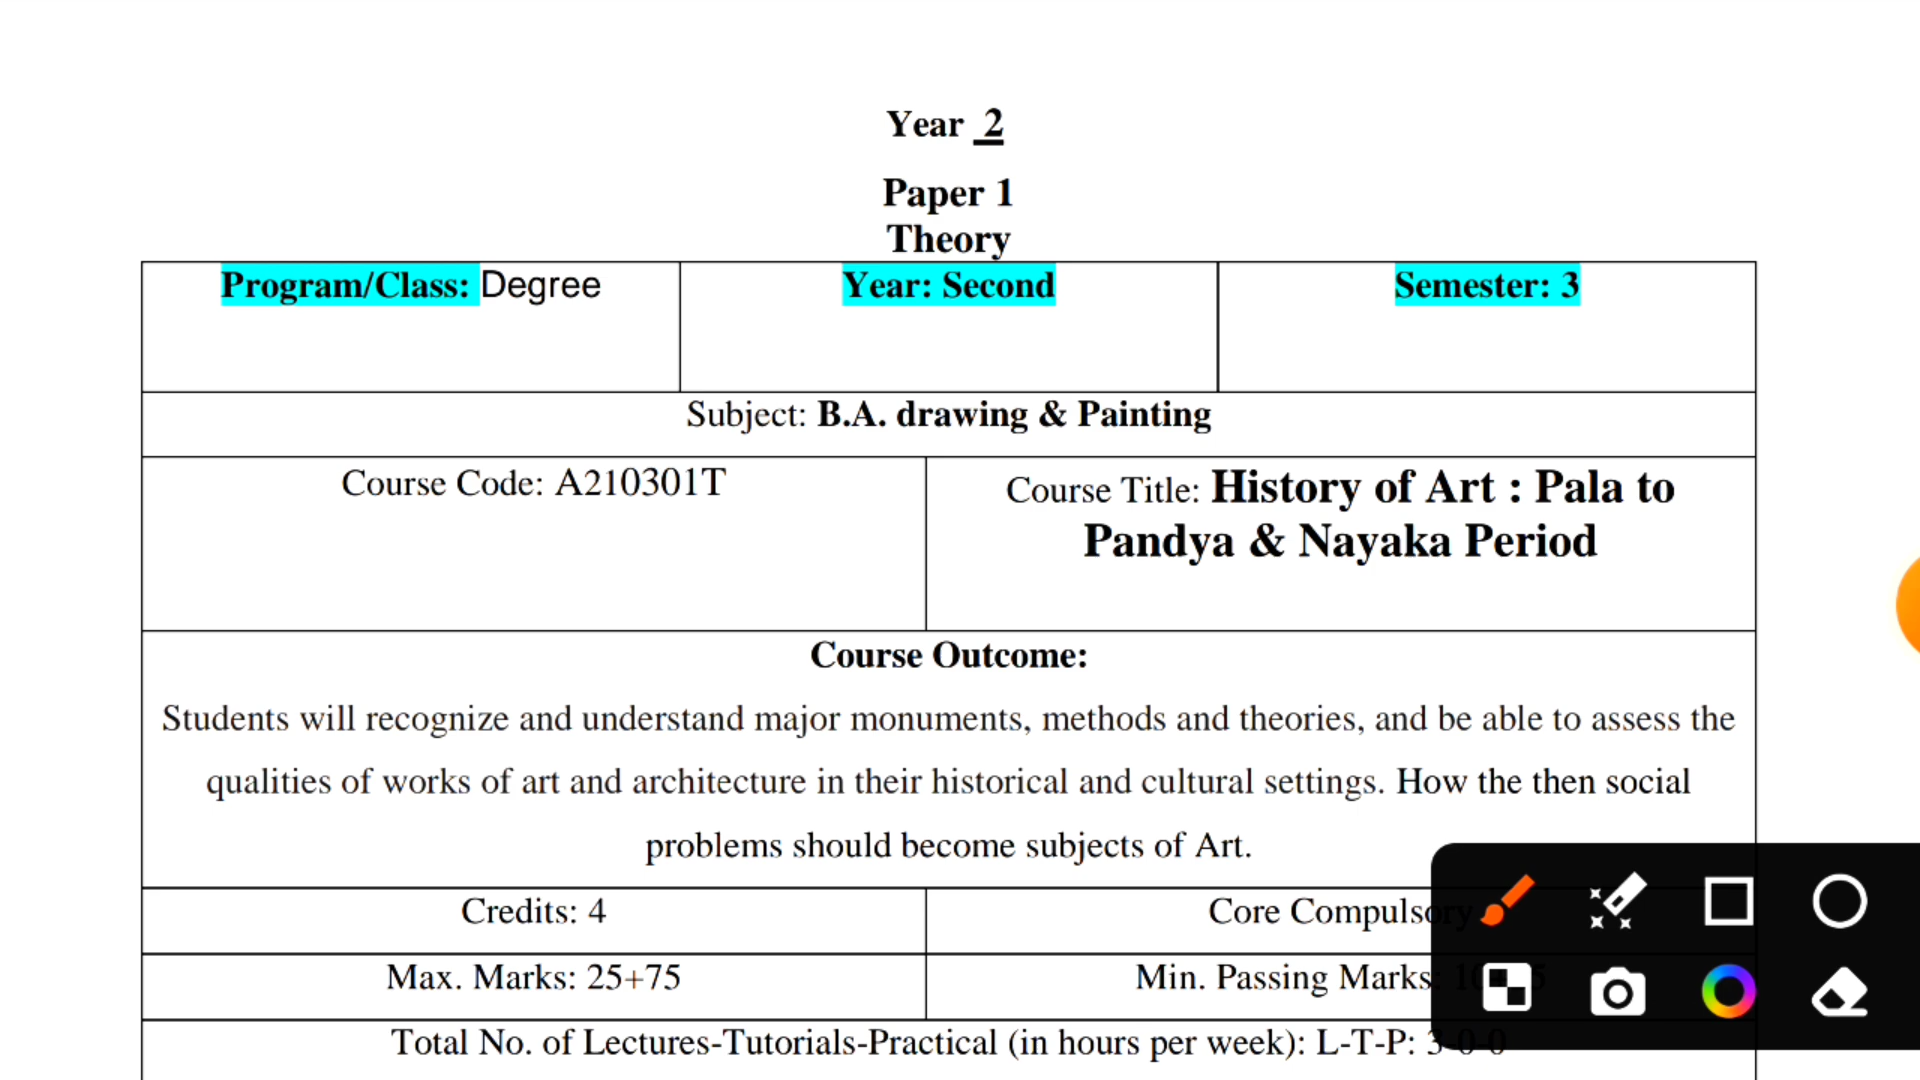 Year 2
Paper 1
Theory
Program/Class: Degree
Year: Second
Semester: 3
Subject: B.A. drawing & Painting
Course Code: A210301T
Course Title: History of Art : Pala to
Pandya & Nayaka Period
Course Outcome:
Students will recognize and understand major monuments, methods and theories, and be able to assess the
qualities of works of art and architecture in their historical and cultural settings. How the then social
problems should become subjects of Art.
Credits: 4
Core Compulsory
Max. Marks: 25+75
Min. Passing Marks:
Total No. of Lectures-Tutorials-Practical (in hours per week): L-T-P: 3-0-0